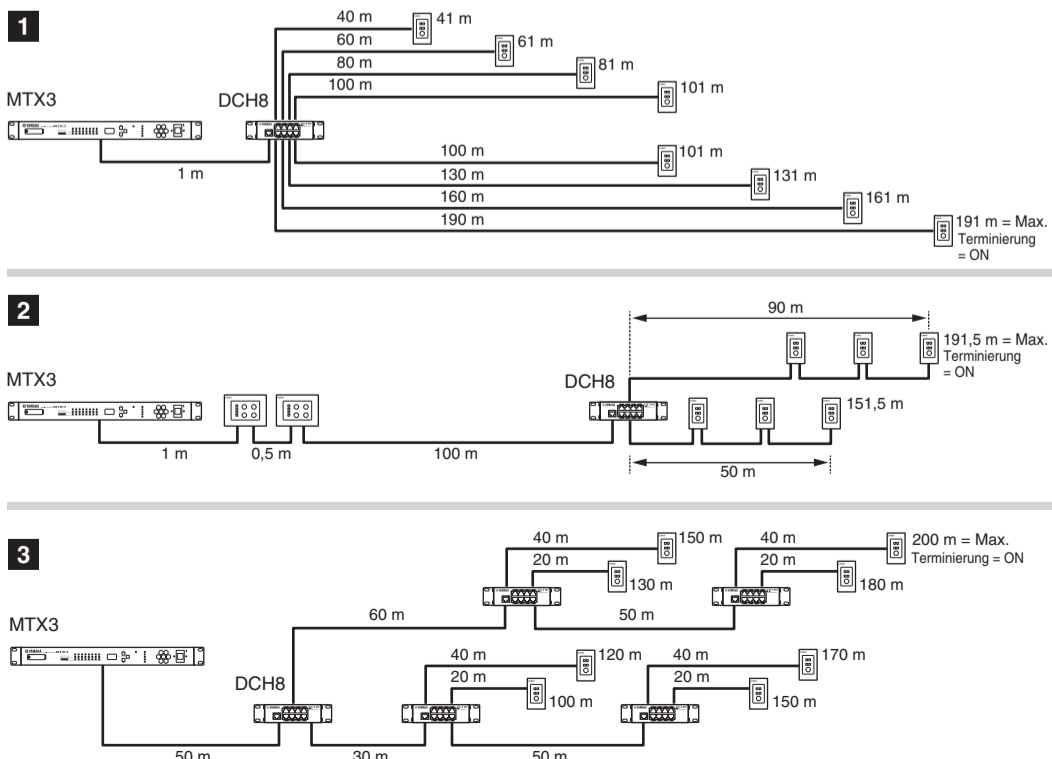 1
40 m
41 m
60 m
61 m
80 m
81 m
100 m
101 m
MTX3
DCH8
1 m
100 m
101 m
130 m
131 m
160 m
161 m
190 m
191 m = Max.
Terminierung
= ON
2
90 m
191,5 m = Max.
Terminierung
= ON
MTX3
DCH8
151,5 m
1 m
0,5 m
100 m
50 m
3
40 m
150 m
40 m
200 m = Max.
Terminierung = ON
20 m
130 m
20 m
180 m
60 m
50 m
MTX3
40 m
120 m
40 m
170 m
DCH8
20 m
100 m
20 m
150 m
50 m
30 m
50 m